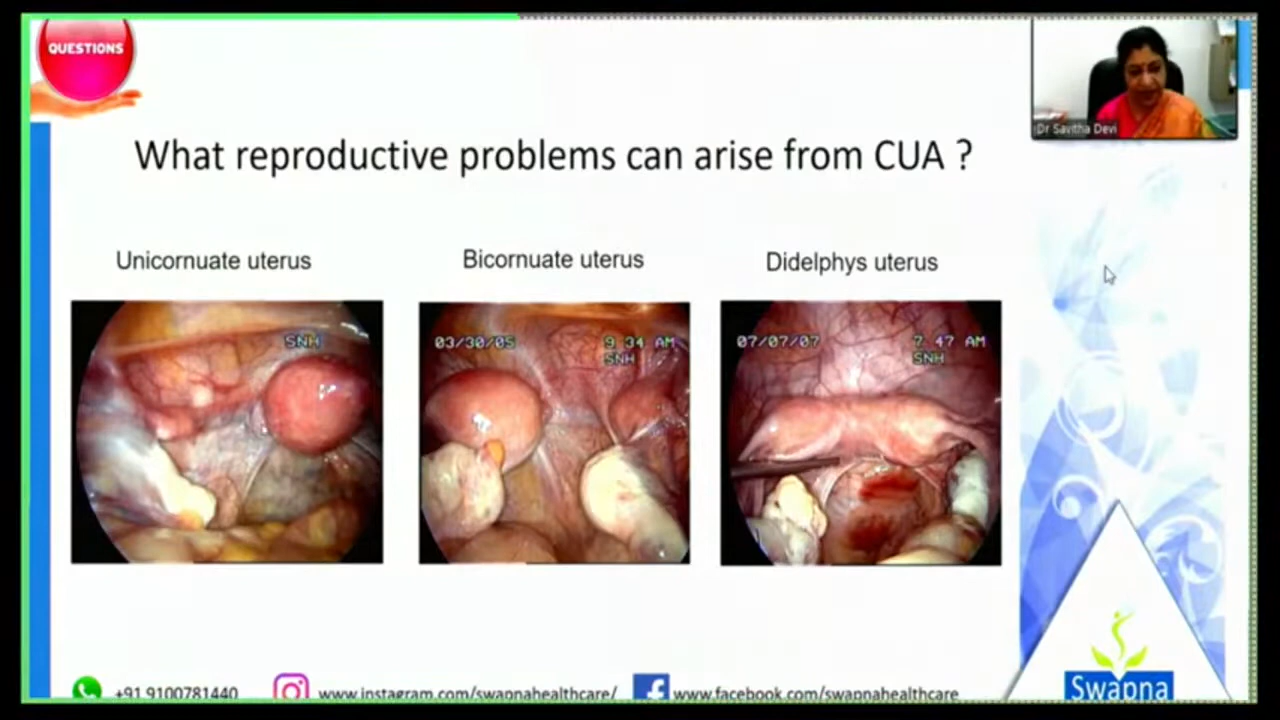 QUESTIONS
Dr Savitha Devi
What reproductive problems can arise from CUA ?
Unicornuate uterus
Bicornuate uterus
Didelphys uterus
SNH
03/30/05
9 34 AM
SNH
07/07/07
7 47 AM
SNH
+91 9100781440
www.instagram.com/swapnahealthcare/
www.facebook.com/swapnahealthcare
Swapna